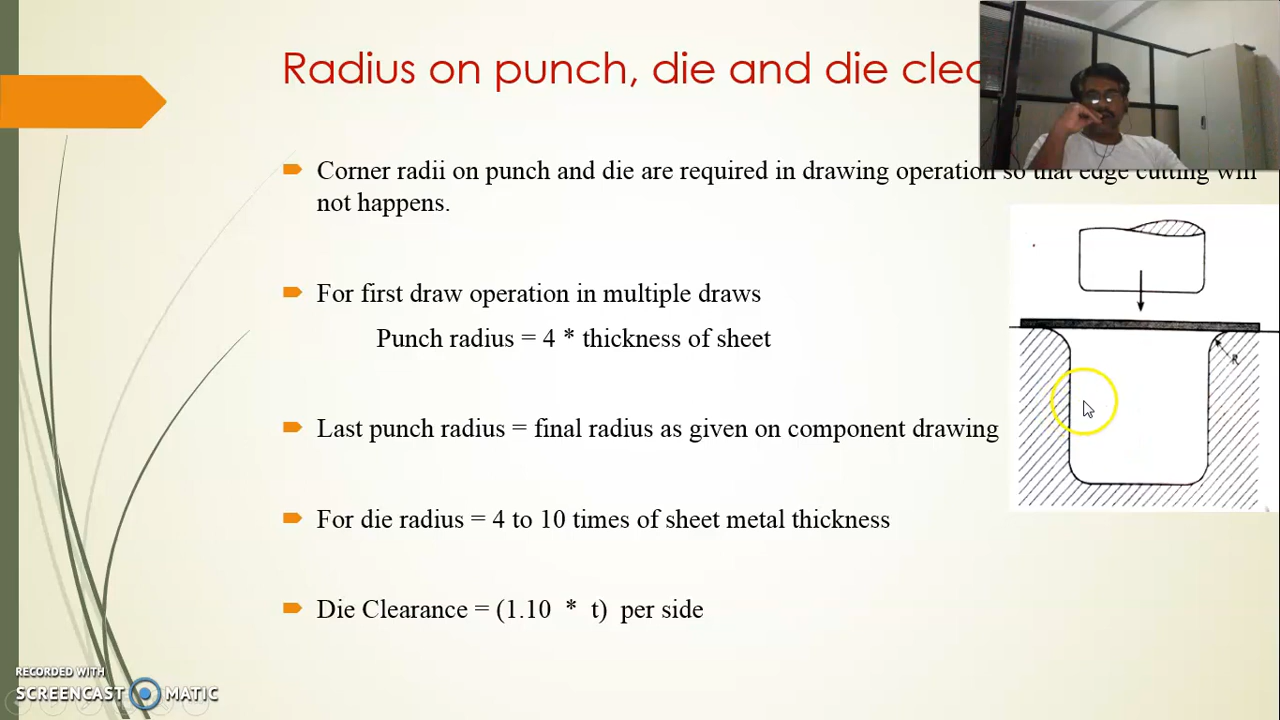 Radius on punch, die and die
Corner radii on punch and die are required in drawing operation so that edge cutting will
not happens.
For first draw operation in multiple draws
Punch radius = 4 * thickness of sheet
Last punch radius = final radius as given on component drawing
For die radius = 4 to 10 times of sheet metal thickness
Die Clearance = (1.10 * t) per side
R
RECORDED WITH
SCREENCAST MATIC